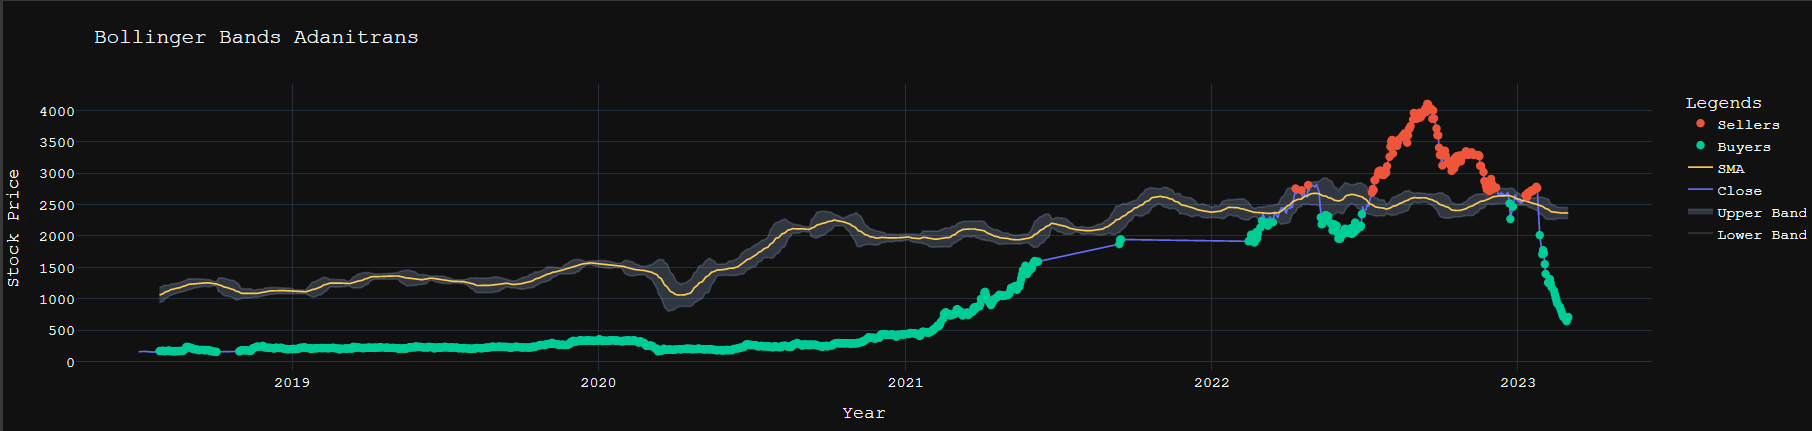 Bollinger Bands Adanitrans
Legends
Sellers
Buyers
SMA
Close
Upper Band
Lower Band
Stock Price
4000
3500
3000
2500
2000
1500
1000
500
0
2019
2020
2021
2022
2023
Year